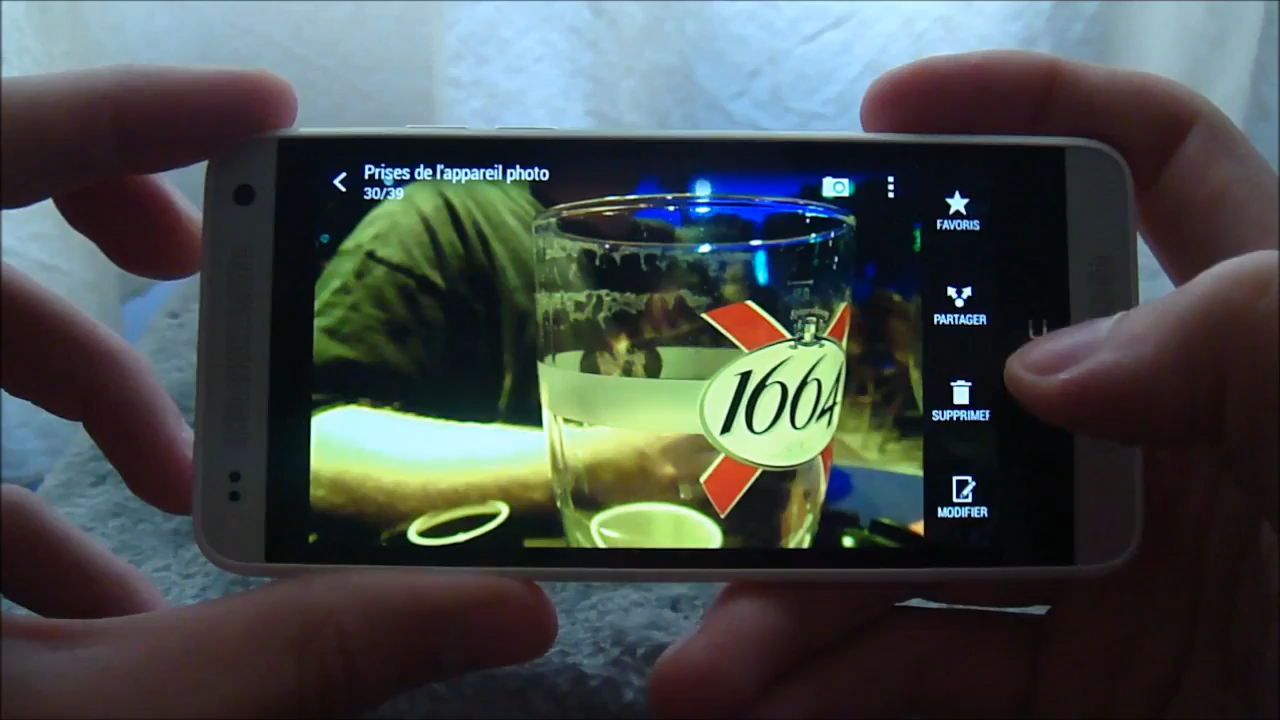 Prises de l'appareil photo
30/39
FAVORIS
PARTAGER
SUPPRIMER
MODIFIER
1664